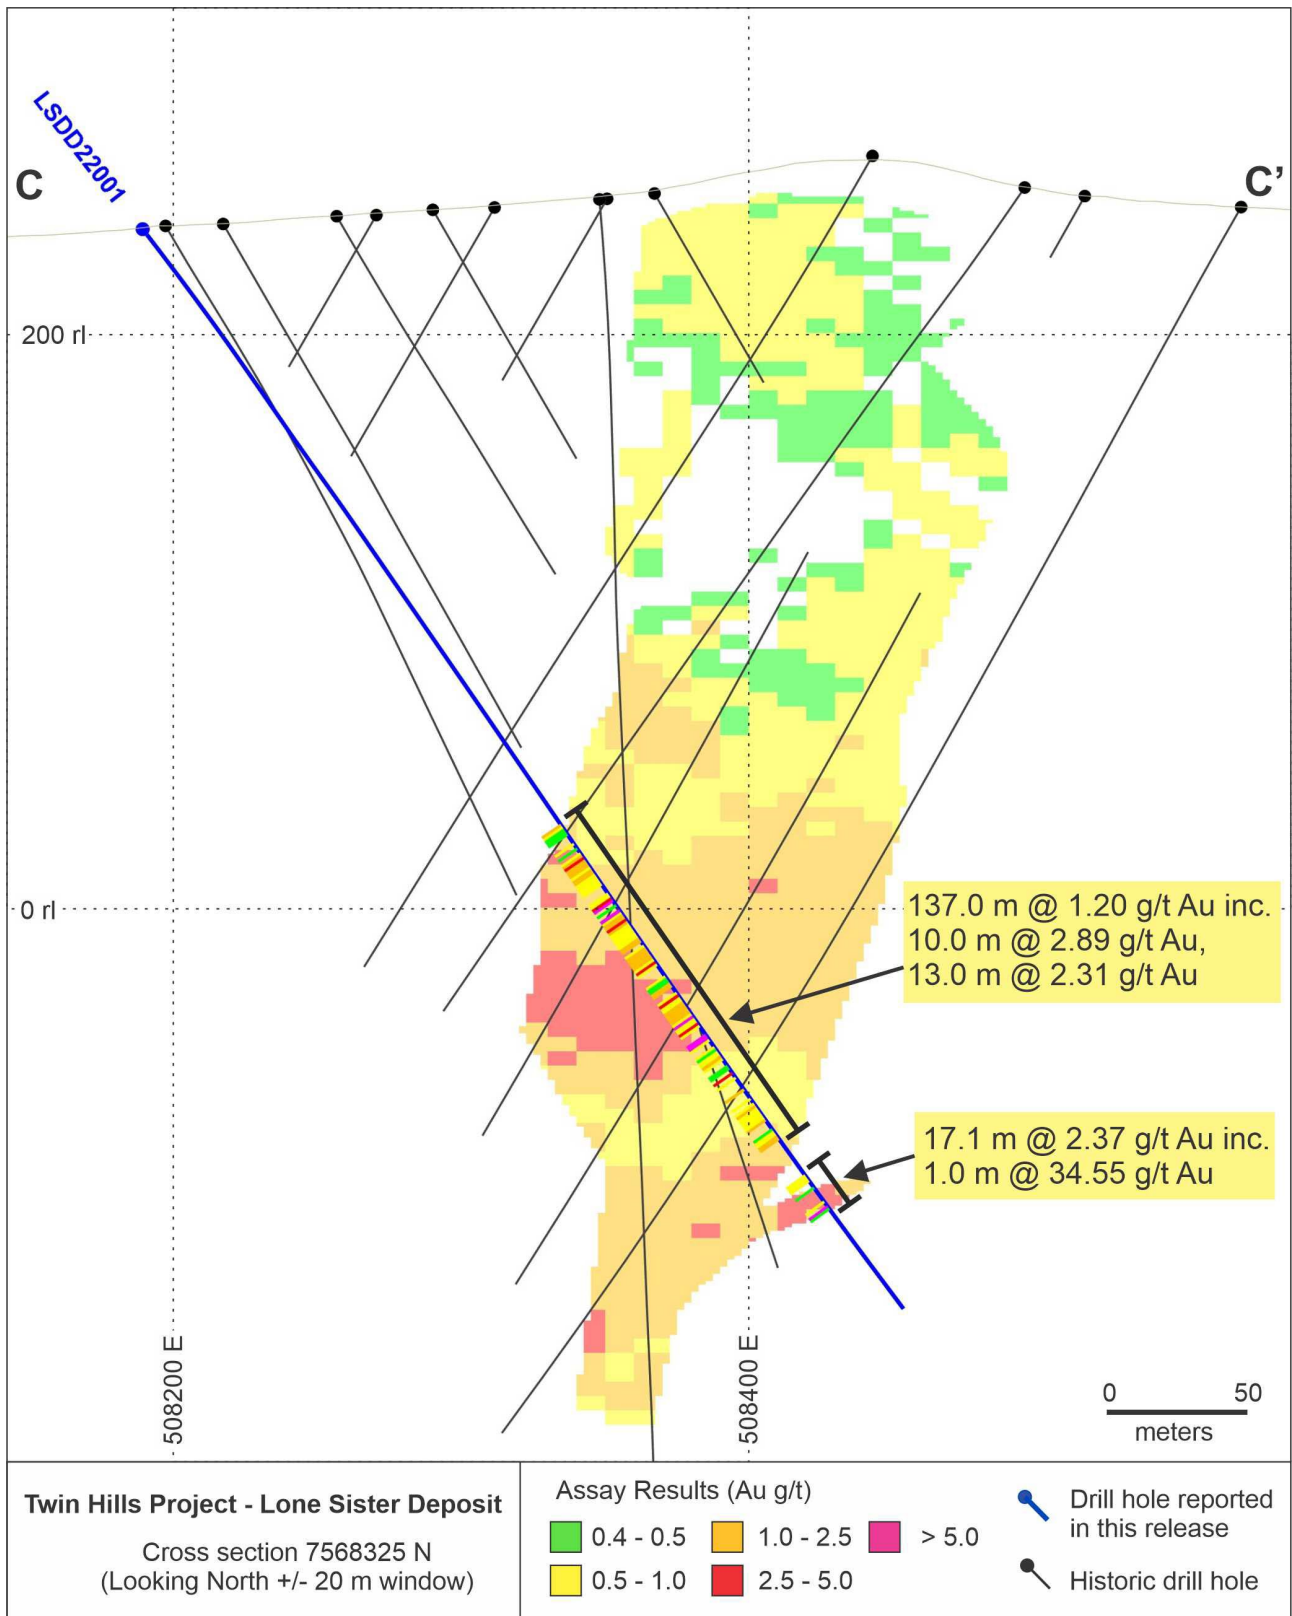 LSDD22001
C
C’
200 rl
0 rl
137.0 m @ 1.20 g/t Au inc.
10.0 m @ 2.89 g/t Au,
13.0 m @ 2.31 g/t Au
17.1 m @ 2.37 g/t Au inc.
1.0 m @ 34.55 g/t Au
508200 E
508400 E
0 50
meters
Twin Hills Project - Lone Sister Deposit
Cross section 7568325 N
(Looking North +/- 20 m window)
Assay Results (Au g/t)
0.4 - 0.5
1.0 - 2.5
> 5.0
0.5 - 1.0
2.5 - 5.0
Drill hole reported
in this release
Historic drill hole